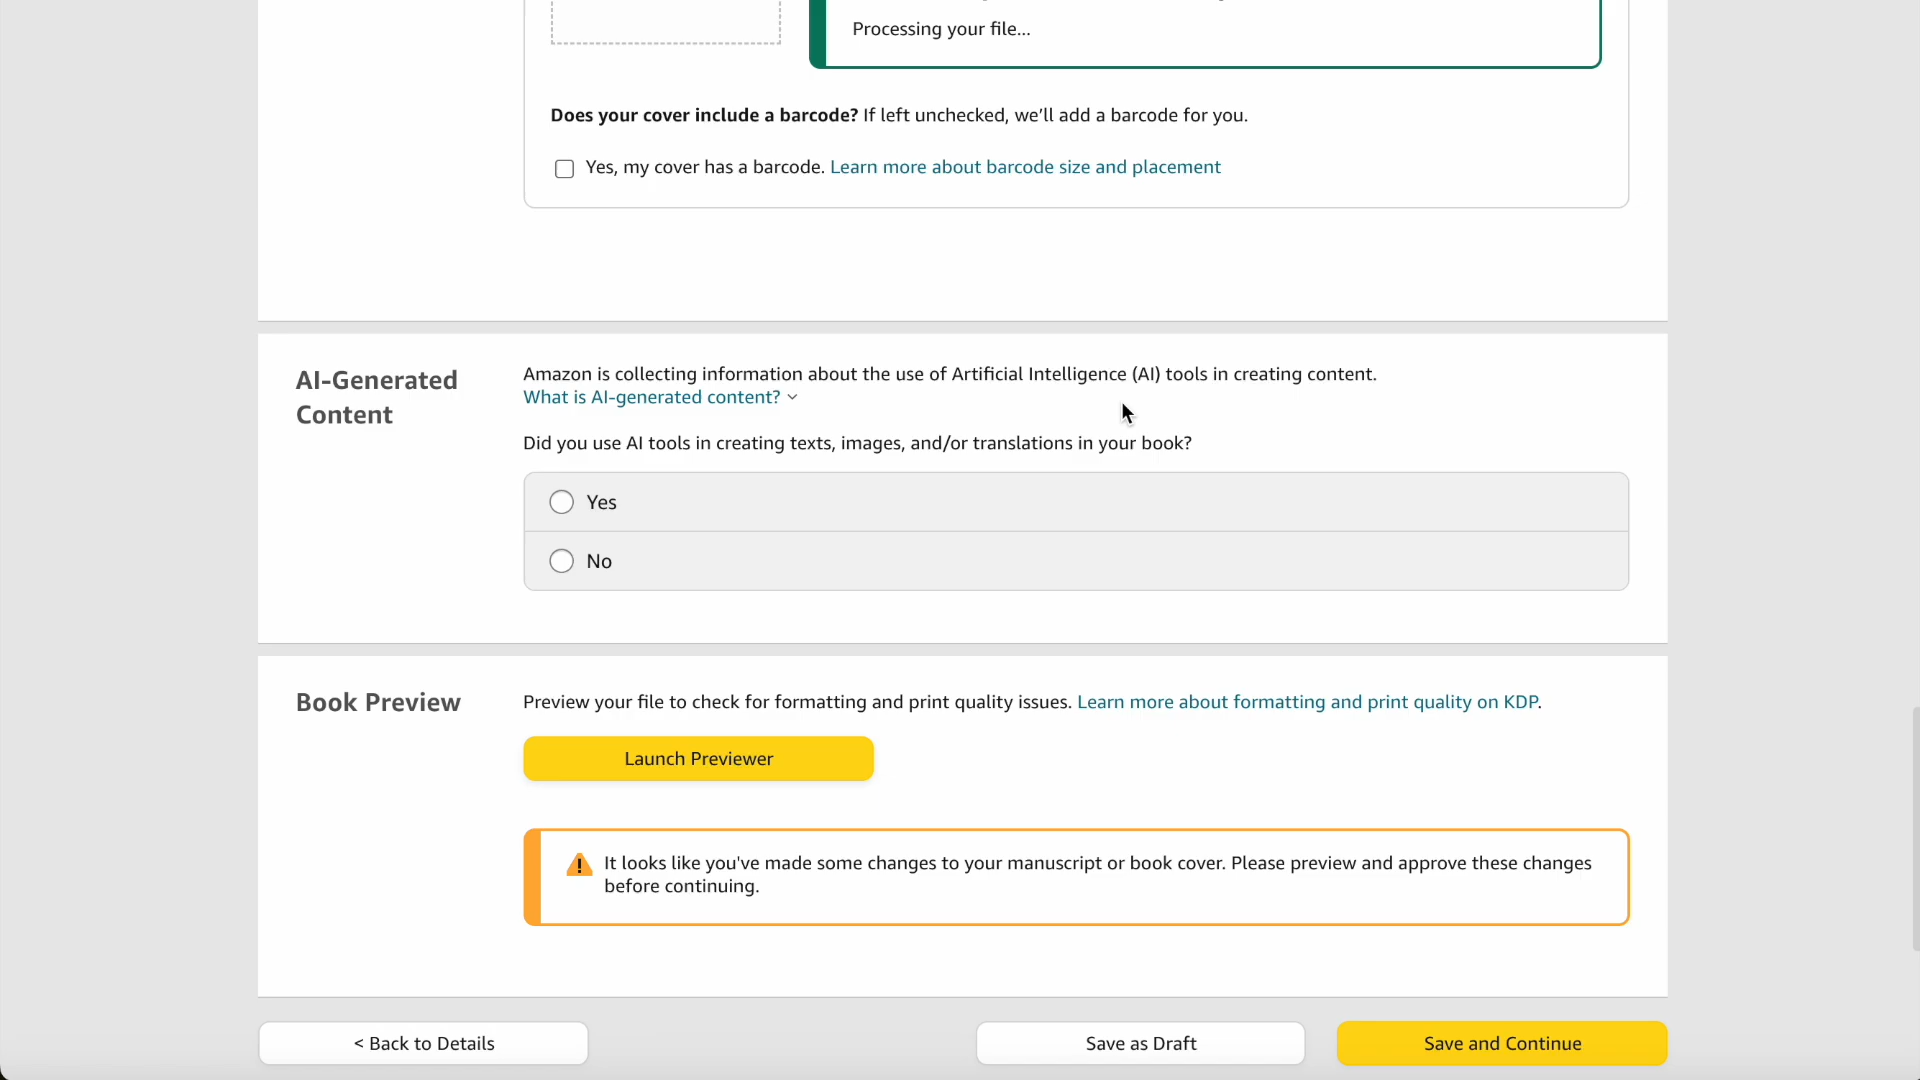 Processing your file...
Does your cover include a barcode? If left unchecked, we’ll add a barcode for you.
Yes, my cover has a barcode. Learn more about barcode size and placement
AI-Generated
Content
Amazon is collecting information about the use of Artificial Intelligence (AI) tools in creating content.
What is AI-generated content?
Did you use AI tools in creating texts, images, and/or translations in your book?
Yes
No
Book Preview
Preview your file to check for formatting and print quality issues. Learn more about formatting and print quality on KDP.
Launch Previewer
It looks like you've made some changes to your manuscript or book cover. Please preview and approve these changes
before continuing.
< Back to Details
Save as Draft
Save and Continue